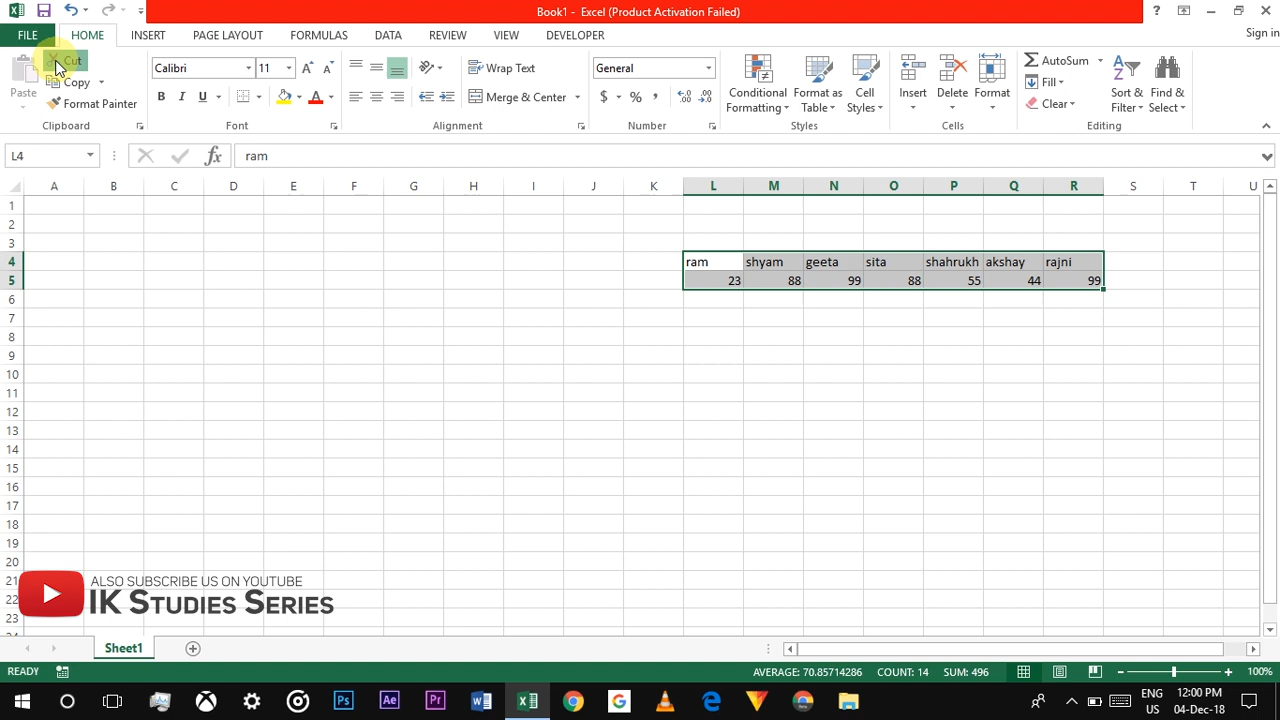 Book1 - Excel (Product Activation Failed)
?
FILE HOME INSERT PAGE LAYOUT FORMULAS DATA REVIEW VIEW DEVELOPER Sign in
Paste
Cut
Copy
Format Painter
Clipboard
Calibri 11
B I U
A
Font
Wrap Text
Merge & Center
Alignment
General
$ % ,
Number
Conditional Formatting
Format as Table
Cell Styles
Styles
Insert
Delete
Format
Cells
AutoSum
Fill
Clear
Sort & Filter
Find & Select
Editing
L4 fx ram
A B C D E F G H I J K L M N O P Q R S T U
1
2
3
4 ram shyam geeta sita shahrukh akshay rajni
5 23 88 99 88 55 44 99
6
7
8
9
10
11
12
13
14
15
16
17
18
19
20
21
22
23
24
ALSO SUBSCRIBE US ON YOUTUBE
IK STUDIES SERIES
Sheet1
READY AVERAGE: 70.85714286 COUNT: 14 SUM: 496 100%
Ps Ae Pr
ENG US
12:00 PM
04-Dec-18